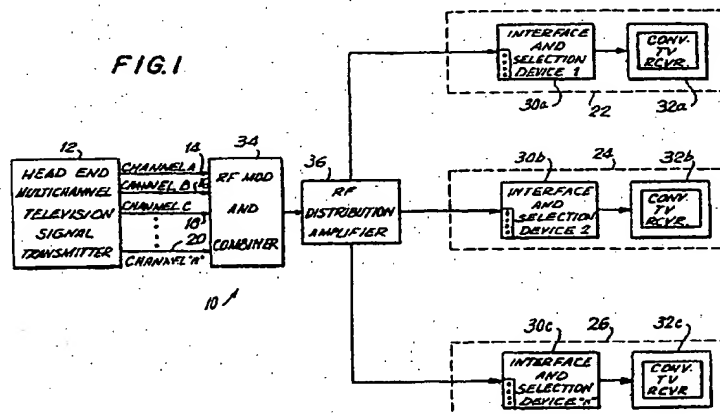 FIG. 1
12
HEAD END
MULTICHANNEL
TELEVISION
SIGNAL
TRANSMITTER
CHANNEL A
14
CHANNEL B
16
CHANNEL C
18
20
CHANNEL "N"
34
RF MOD
AND
COMBINER
10
36
RF
DISTRIBUTION
AMPLIFIER
INTERFACE
AND
SELECTION
DEVICE 1
30a
CONV.
TV
RCVR.
32a
22
30b
INTERFACE
AND
SELECTION
DEVICE 2
24
32b
CONV.
TV
RCVR.
30c
INTERFACE
AND
SELECTION
DEVICE "N"
26
32c
CONV.
TV
RCVR